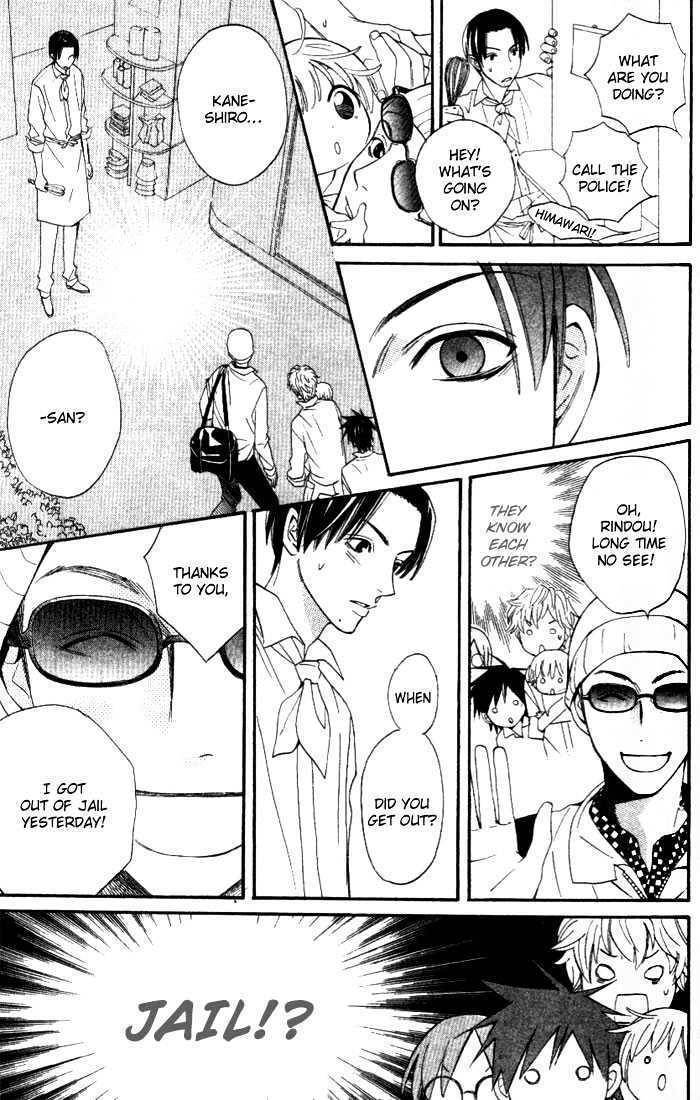 WHAT
ARE YOU
DOING?
CALL THE
POLICE!
HIMAWARI!
HEY!
WHAT'S
GOING
ON?
KANE-
SHIRO...
-SAN?
OH,
RINDOU!
LONG TIME
NO SEE!
THEY
KNOW
EACH
OTHER?
WHEN
DID YOU
GET OUT?
THANKS
TO YOU,
I GOT
OUT OF JAIL
YESTERDAY!
JAIL!?